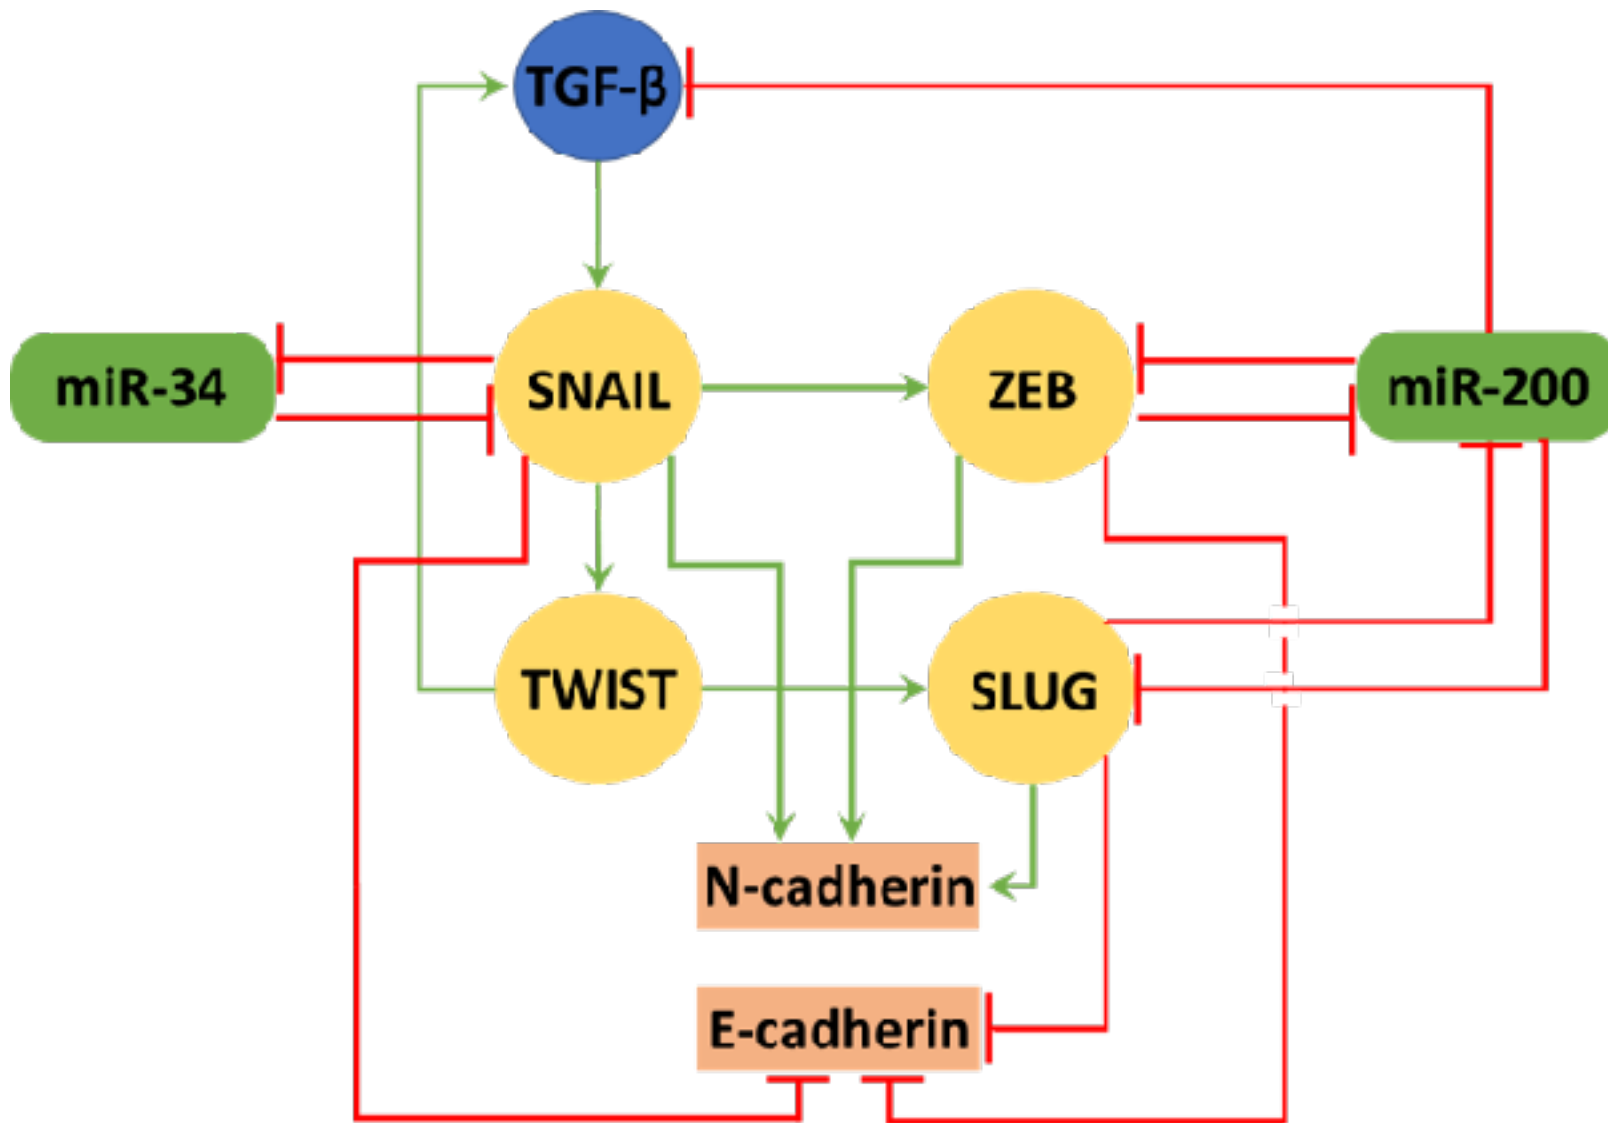 TGF-β
miR-34
SNAIL
ZEB
miR-200
TWIST
SLUG
N-cadherin
E-cadherin